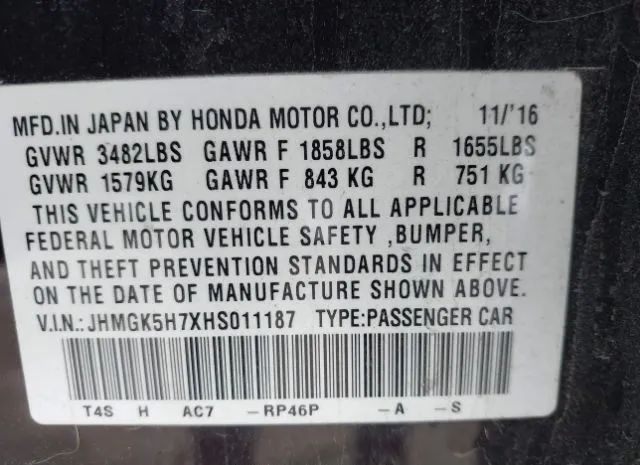 MFD.IN JAPAN BY HONDA MOTOR CO.,LTD; 11/'16
GVWR 3482LBS GAWR F 1858LBS R 1655LBS
GVWR 1579KG GAWR F 843 KG R 751 KG
THIS VEHICLE CONFORMS TO ALL APPLICABLE
FEDERAL MOTOR VEHICLE SAFETY ,BUMPER,
AND THEFT PREVENTION STANDARDS IN EFFECT
ON THE DATE OF MANUFACTURE SHOWN ABOVE.
V.I.N.:JHMGK5H7XHS011187 TYPE:PASSENGER CAR
T4S H AC7 -RP46P -A -S